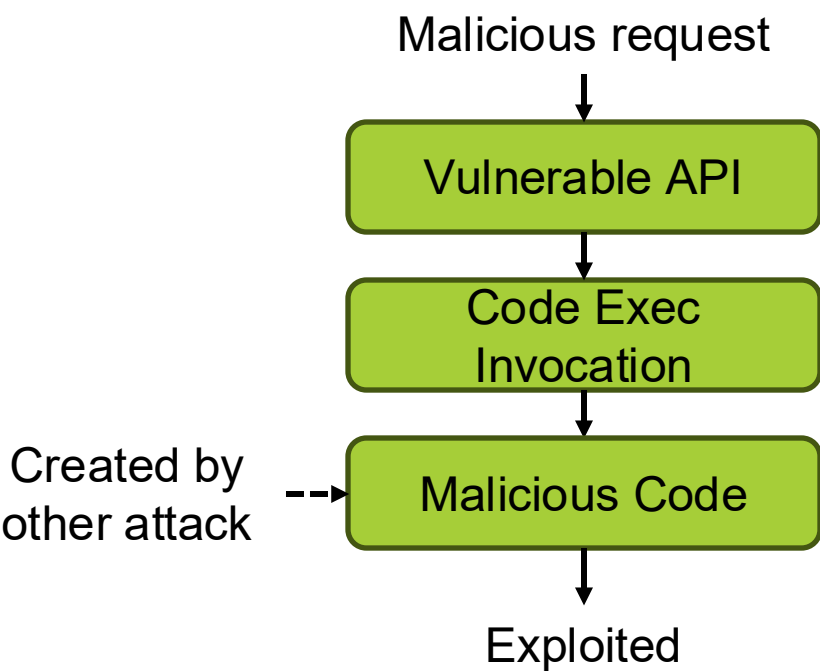 Malicious request
Vulnerable API
Code Exec
Invocation
Created by
other attack
Malicious Code
Exploited